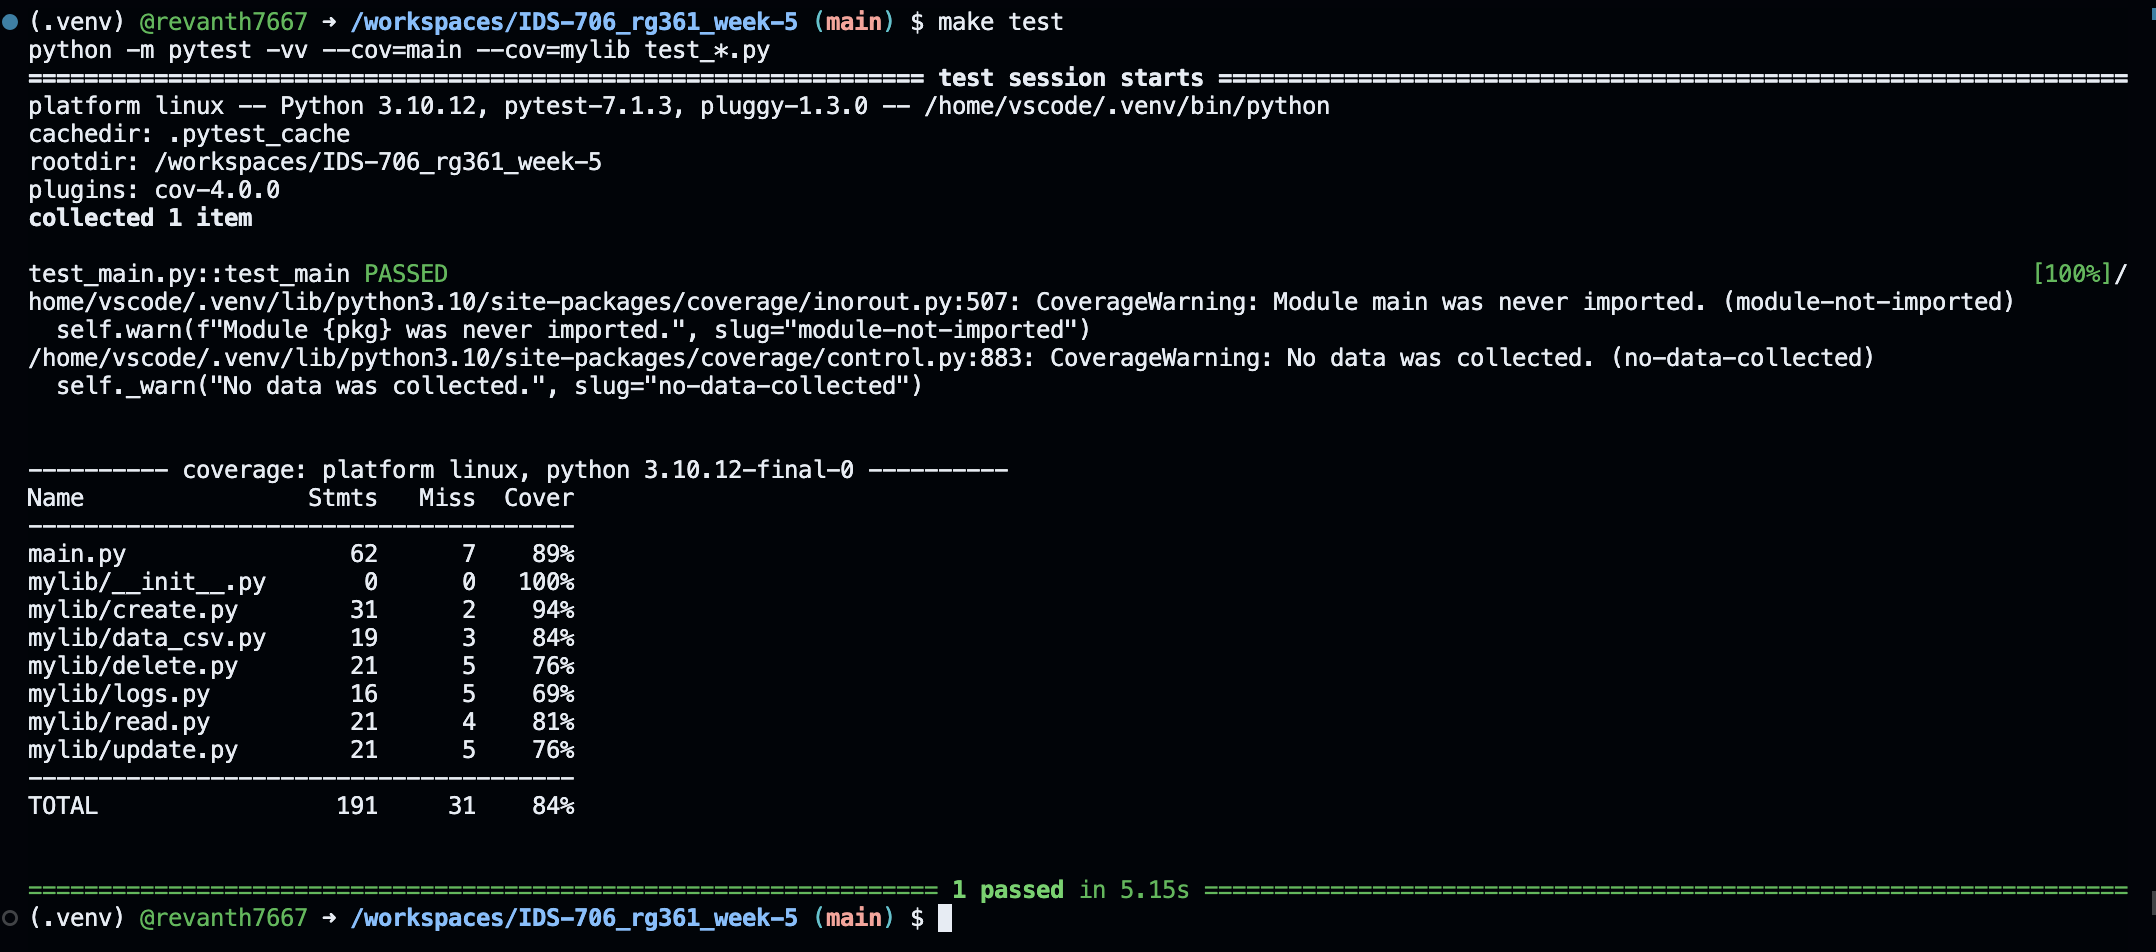 (.venv) @revanth7667 ➜ /workspaces/IDS-706_rg361_week-5 (main) $ make test
python -m pytest -vv --cov=main --cov=mylib test_*.py
================================================================ test session starts =================================================================
platform linux -- Python 3.10.12, pytest-7.1.3, pluggy-1.3.0 -- /home/vscode/.venv/bin/python
cachedir: .pytest_cache
rootdir: /workspaces/IDS-706_rg361_week-5
plugins: cov-4.0.0
collected 1 item
test_main.py::test_main PASSED [100%]/
home/vscode/.venv/lib/python3.10/site-packages/coverage/inorout.py:507: CoverageWarning: Module main was never imported. (module-not-imported)
  self.warn(f"Module {pkg} was never imported.", slug="module-not-imported")
/home/vscode/.venv/lib/python3.10/site-packages/coverage/control.py:883: CoverageWarning: No data was collected. (no-data-collected)
  self._warn("No data was collected.", slug="no-data-collected")
---------- coverage: platform linux, python 3.10.12-final-0 ----------
Name                Stmts   Miss  Cover
---------------------------------------
main.py                62      7    89%
mylib/__init__.py       0      0   100%
mylib/create.py        31      2    94%
mylib/data_csv.py      19      3    84%
mylib/delete.py        21      5    76%
mylib/logs.py          16      5    69%
mylib/read.py          21      4    81%
mylib/update.py        21      5    76%
---------------------------------------
TOTAL                 191     31    84%
================================================================= 1 passed in 5.15s ==================================================================
(.venv) @revanth7667 ➜ /workspaces/IDS-706_rg361_week-5 (main) $